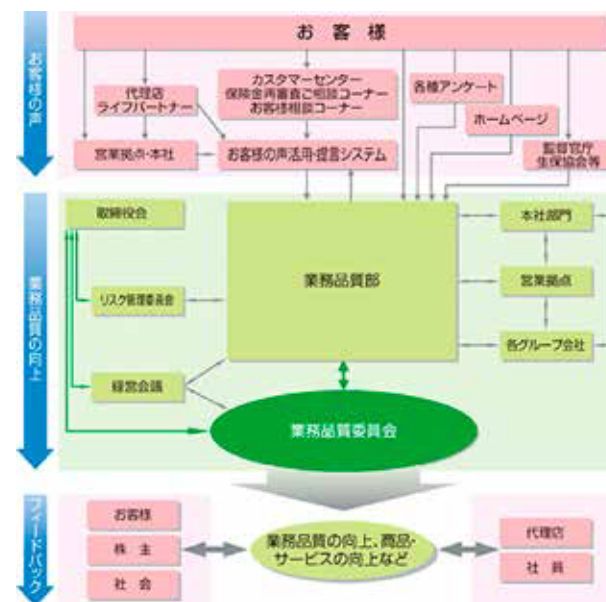 お客様
お客様の声
代理店
ライフパートナー
カスタマーセンター
保険金再審査ご相談コーナー
お客様相談コーナー
各種アンケート
ホームページ
営業拠点・本社
お客様の声活用・提言システム
監督官庁
生保協会等
業務品質の向上
取締役会
業務品質部
本社部門
リスク管理委員会
営業拠点
経営会議
各グループ会社
業務品質委員会
フィードバック
お客様
株主
社会
業務品質の向上、商品・
サービスの向上など
代理店
社員